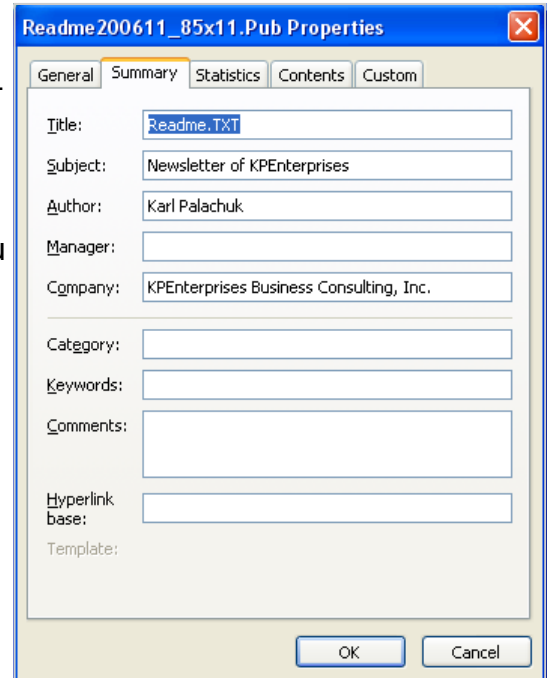 Readme200611_85x11.Pub Properties
General Summary Statistics Contents Custom
Title: Readme.TXT
Subject: Newsletter of KPEnterprises
Author: Karl Palachuk
Manager:
Company: KPEnterprises Business Consulting, Inc.
Category:
Keywords:
Comments:
Hyperlink
base:
Template:
OK Cancel